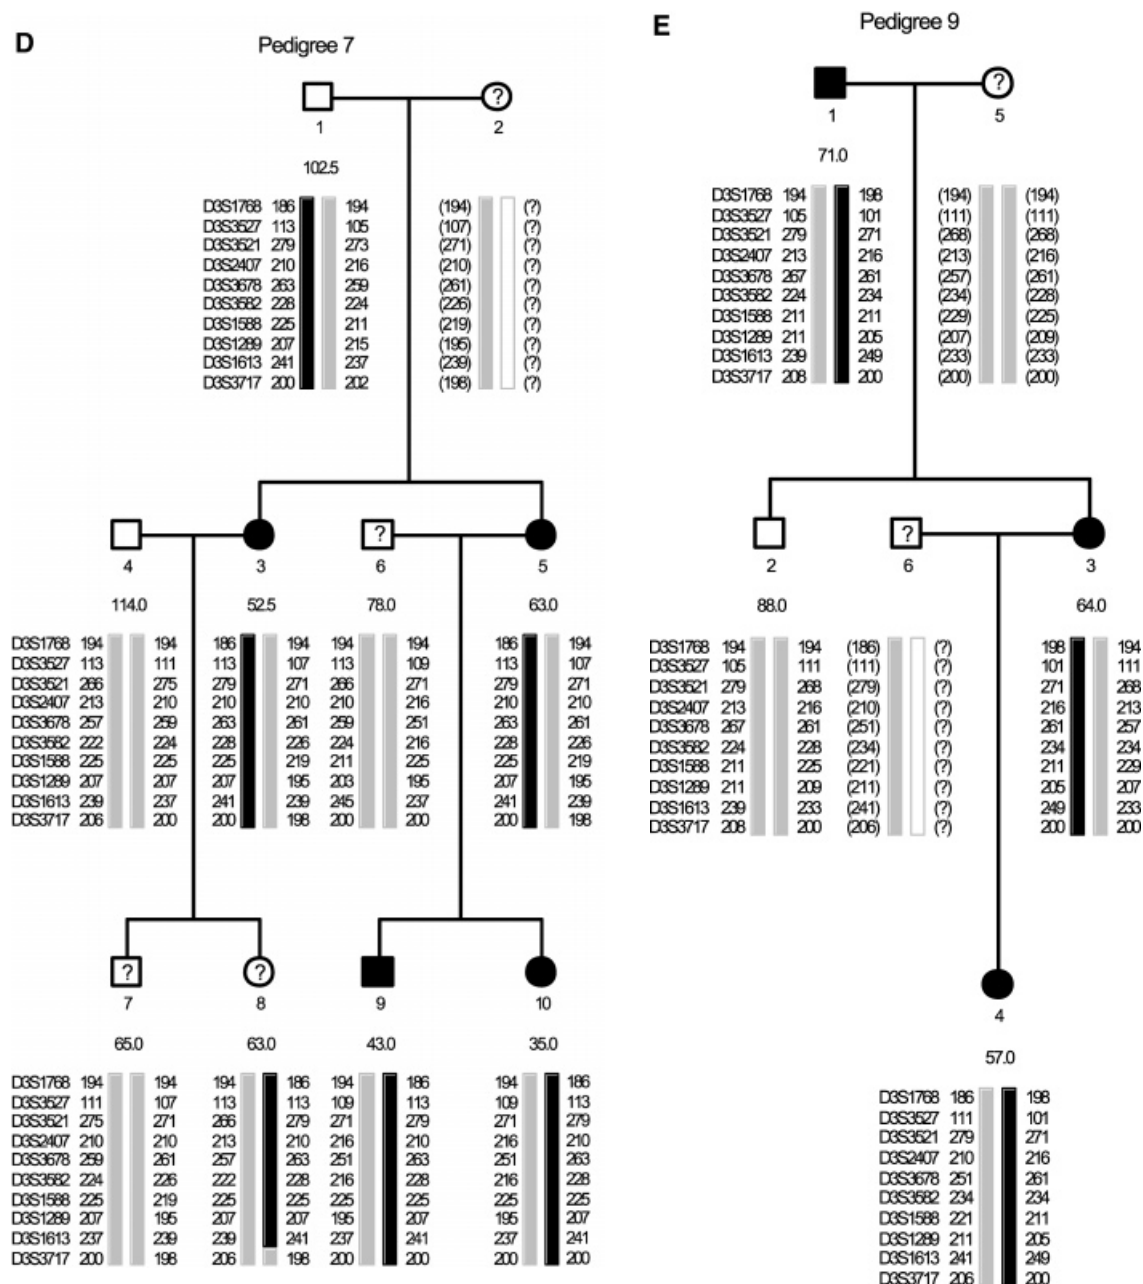 D
Pedigree 7
?
1
2
102.5
D3S1768 186 194 (194) (?)
D3S3527 113 105 (107) (?)
D3S3521 279 273 (271) (?)
D3S2407 210 216 (210) (?)
D3S3678 263 259 (261) (?)
D3S3582 228 224 (226) (?)
D3S1588 225 211 (219) (?)
D3S1289 207 215 (195) (?)
D3S1613 241 237 (239) (?)
D3S3717 200 202 (198) (?)
?
4 3 6 5
114.0 52.5 78.0 63.0
D3S1768 194 194 186 194 194 194 186 194
D3S3527 113 111 113 107 113 109 113 107
D3S3521 266 275 279 271 266 271 279 271
D3S2407 213 210 210 210 210 216 210 210
D3S3678 257 259 263 261 259 251 263 261
D3S3582 222 224 228 226 224 216 228 226
D3S1588 225 225 225 219 211 225 225 219
D3S1289 207 207 207 195 203 195 207 195
D3S1613 239 237 241 239 245 237 241 239
D3S3717 206 200 200 198 200 200 200 198
? ?
7 8 9 10
65.0 63.0 43.0 35.0
D3S1768 194 194 194 186 194 186 194 186
D3S3527 111 107 113 113 109 113 109 113
D3S3521 275 271 266 279 271 279 271 279
D3S2407 210 210 213 210 216 210 216 210
D3S3678 259 261 257 263 251 263 251 263
D3S3582 224 226 222 228 216 228 216 228
D3S1588 225 219 225 225 225 225 225 225
D3S1289 207 195 207 207 195 207 195 207
D3S1613 237 239 239 241 237 241 237 241
D3S3717 200 198 206 198 200 200 200 200
E
Pedigree 9
?
1
5
71.0
D3S1768 194 198 (194) (194)
D3S3527 105 101 (111) (111)
D3S3521 279 271 (268) (268)
D3S2407 213 216 (213) (216)
D3S3678 267 261 (257) (261)
D3S3582 224 234 (234) (228)
D3S1588 211 211 (229) (225)
D3S1289 211 205 (207) (209)
D3S1613 239 249 (233) (233)
D3S3717 208 200 (200) (200)
?
2 6 3
88.0 64.0
D3S1768 194 194 (186) (?) 198 194
D3S3527 105 111 (111) (?) 101 111
D3S3521 279 268 (279) (?) 271 268
D3S2407 213 216 (210) (?) 216 213
D3S3678 267 261 (251) (?) 261 257
D3S3582 224 228 (234) (?) 234 234
D3S1588 211 225 (221) (?) 211 229
D3S1289 211 209 (211) (?) 205 207
D3S1613 239 233 (241) (?) 249 233
D3S3717 208 200 (206) (?) 200 200
4
57.0
D3S1768 186 198
D3S3527 111 101
D3S3521 279 271
D3S2407 210 216
D3S3678 251 261
D3S3582 234 234
D3S1588 221 211
D3S1289 211 205
D3S1613 241 249
D3S3717 206 200